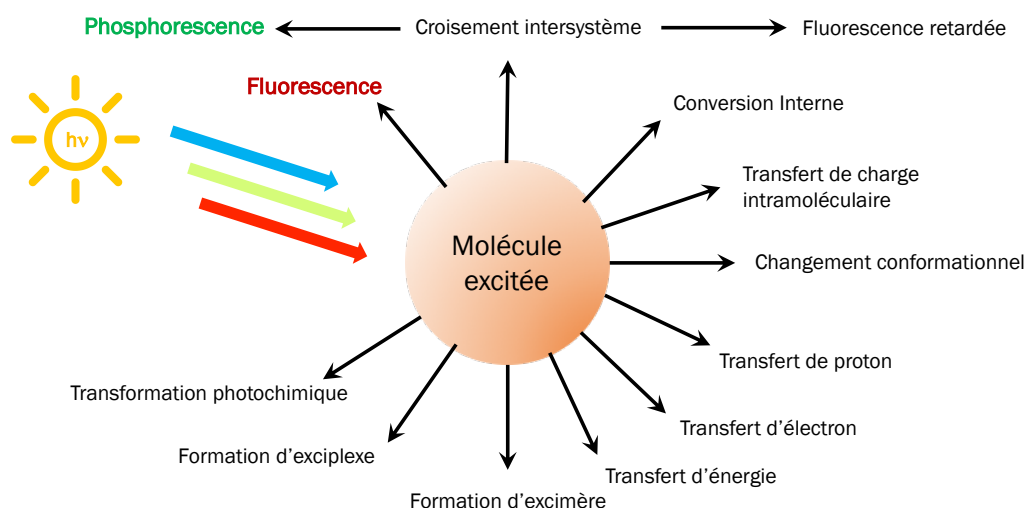 Phosphorescence
Croisement intersystème
Fluorescence retardée
Fluorescence
Conversion Interne
hν
Transfert de charge
intramoléculaire
Molécule
excitée
Changement conformationnel
Transfert de proton
Transformation photochimique
Transfert d’électron
Formation d’exciplexe
Transfert d’énergie
Formation d’excimère